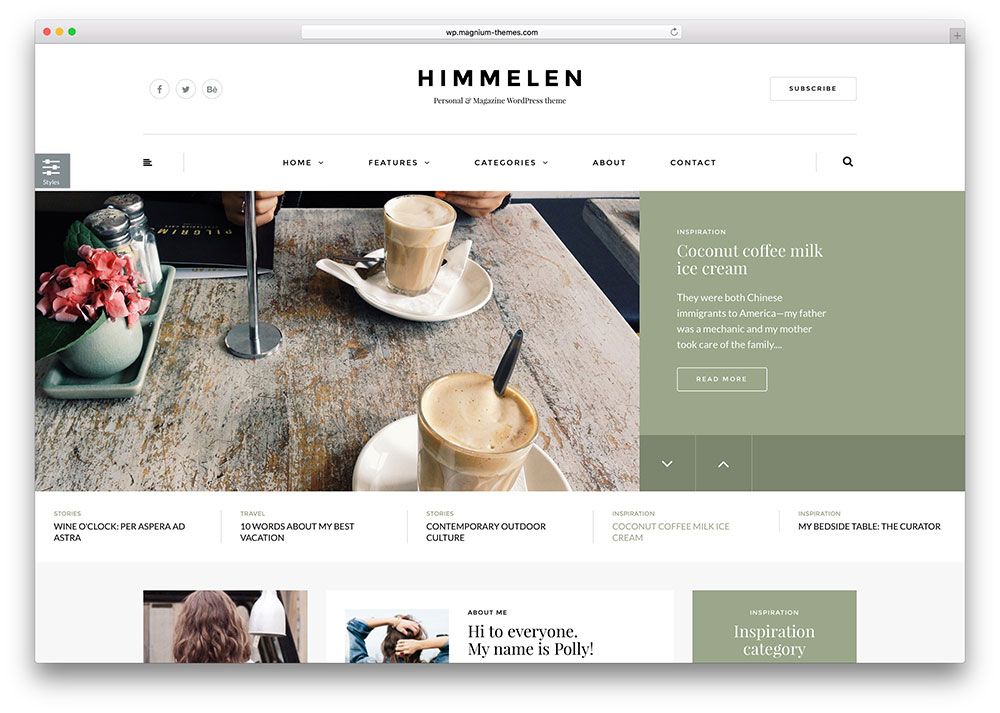 wp.magnium-themes.com
Bē
HIMMELEN
Personal & Magazine WordPress theme
SUBSCRIBE
HOME
FEATURES
CATEGORIES
ABOUT
CONTACT
Styles
PILGRIM
INSPIRATION
Coconut coffee milk
ice cream
They were both Chinese
immigrants to America—my father
was a mechanic and my mother
took care of the family....
READ MORE
STORIES
WINE O'CLOCK: PER ASPERA AD
ASTRA
TRAVEL
10 WORDS ABOUT MY BEST
VACATION
STORIES
CONTEMPORARY OUTDOOR
CULTURE
INSPIRATION
COCONUT COFFEE MILK ICE
CREAM
INSPIRATION
MY BEDSIDE TABLE: THE CURATOR
ABOUT ME
Hi to everyone.
My name is Polly!
INSPIRATION
Inspiration
category